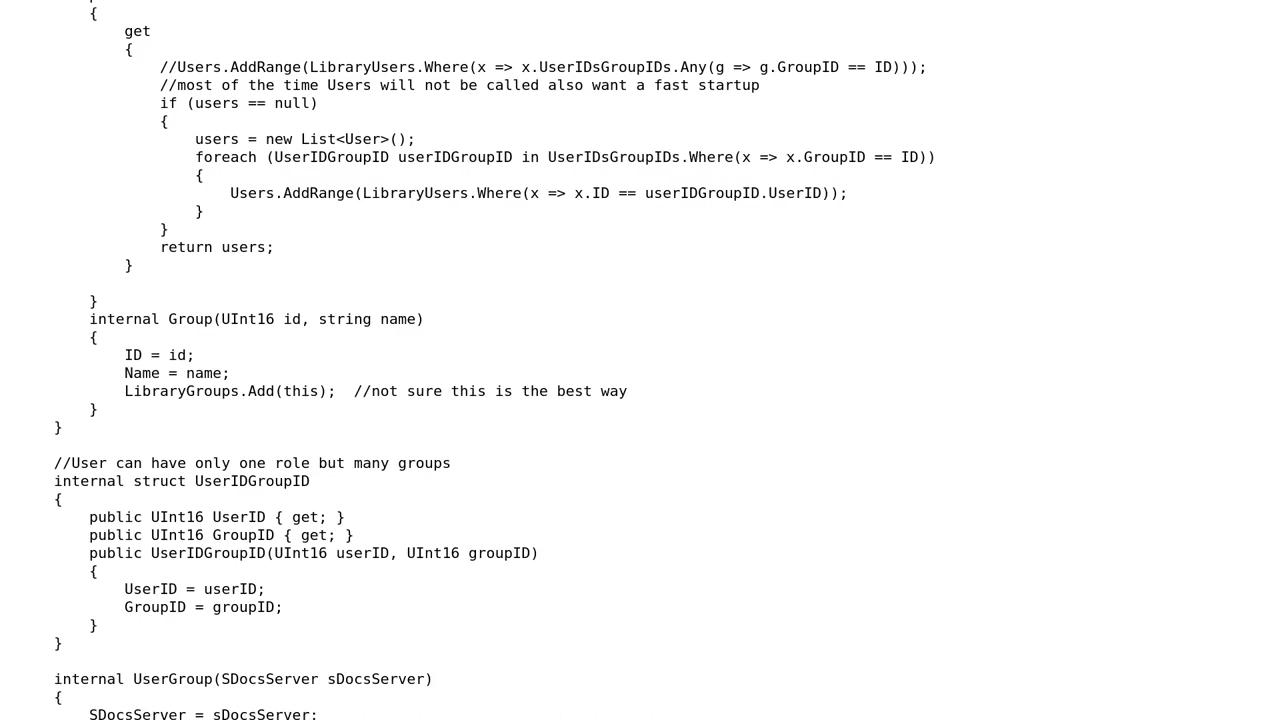 {
get
{
//Users.AddRange(LibraryUsers.Where(x => x.UserIDsGroupIDs.Any(g => g.GroupID == ID)));
//most of the time Users will not be called also want a fast startup
if (users == null)
{
users = new List<User>();
foreach (UserIDGroupID userIDGroupID in UserIDsGroupIDs.Where(x => x.GroupID == ID))
{
Users.AddRange(LibraryUsers.Where(x => x.ID == userIDGroupID.UserID));
}
}
return users;
}
}
internal Group(UInt16 id, string name)
{
ID = id;
Name = name;
LibraryGroups.Add(this);  //not sure this is the best way
}
}
//User can have only one role but many groups
internal struct UserIDGroupID
{
public UInt16 UserID { get; }
public UInt16 GroupID { get; }
public UserIDGroupID(UInt16 userID, UInt16 groupID)
{
UserID = userID;
GroupID = groupID;
}
}
internal UserGroup(SDocsServer sDocsServer)
{
SDocsServer = sDocsServer;